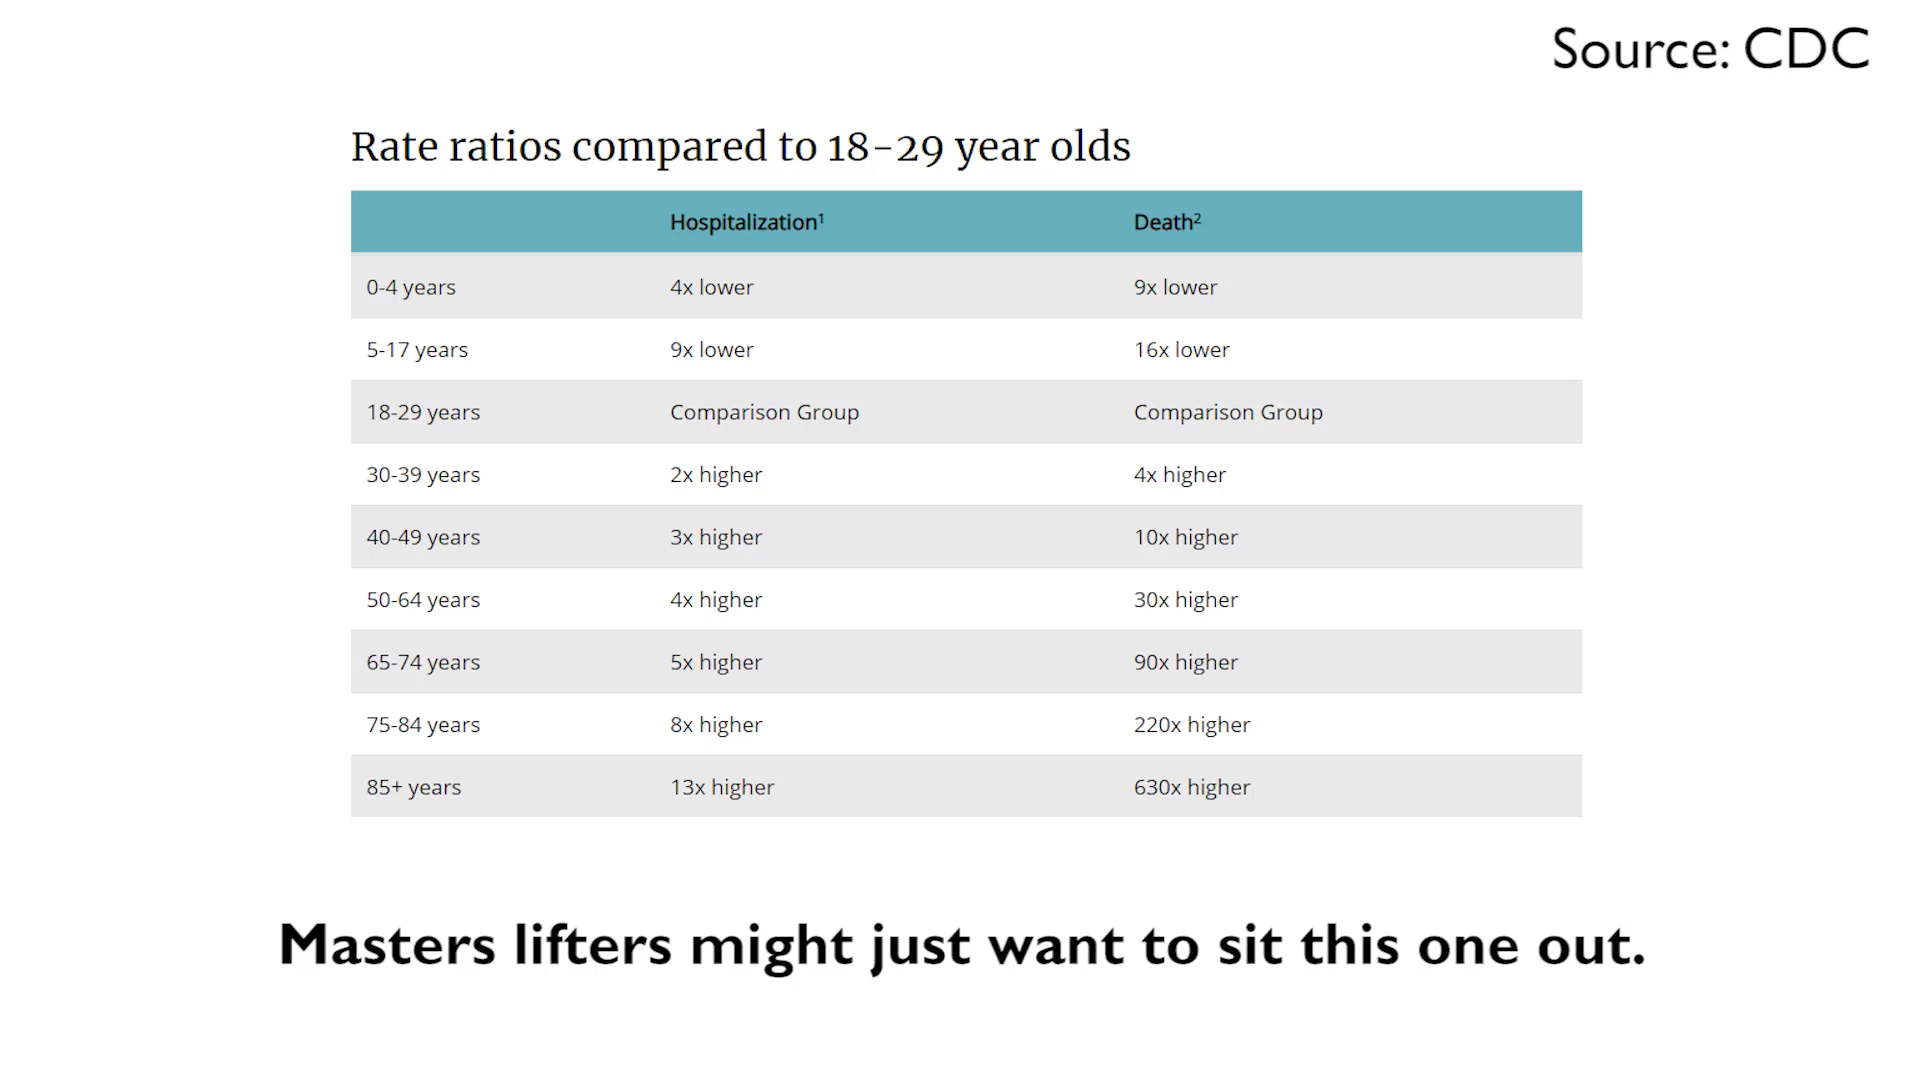 Source: CDC
Rate ratios compared to 18-29 year olds
Hospitalization¹ Death²
0-4 years 4x lower 9x lower
5-17 years 9x lower 16x lower
18-29 years Comparison Group Comparison Group
30-39 years 2x higher 4x higher
40-49 years 3x higher 10x higher
50-64 years 4x higher 30x higher
65-74 years 5x higher 90x higher
75-84 years 8x higher 220x higher
85+ years 13x higher 630x higher
Masters lifters might just want to sit this one out.